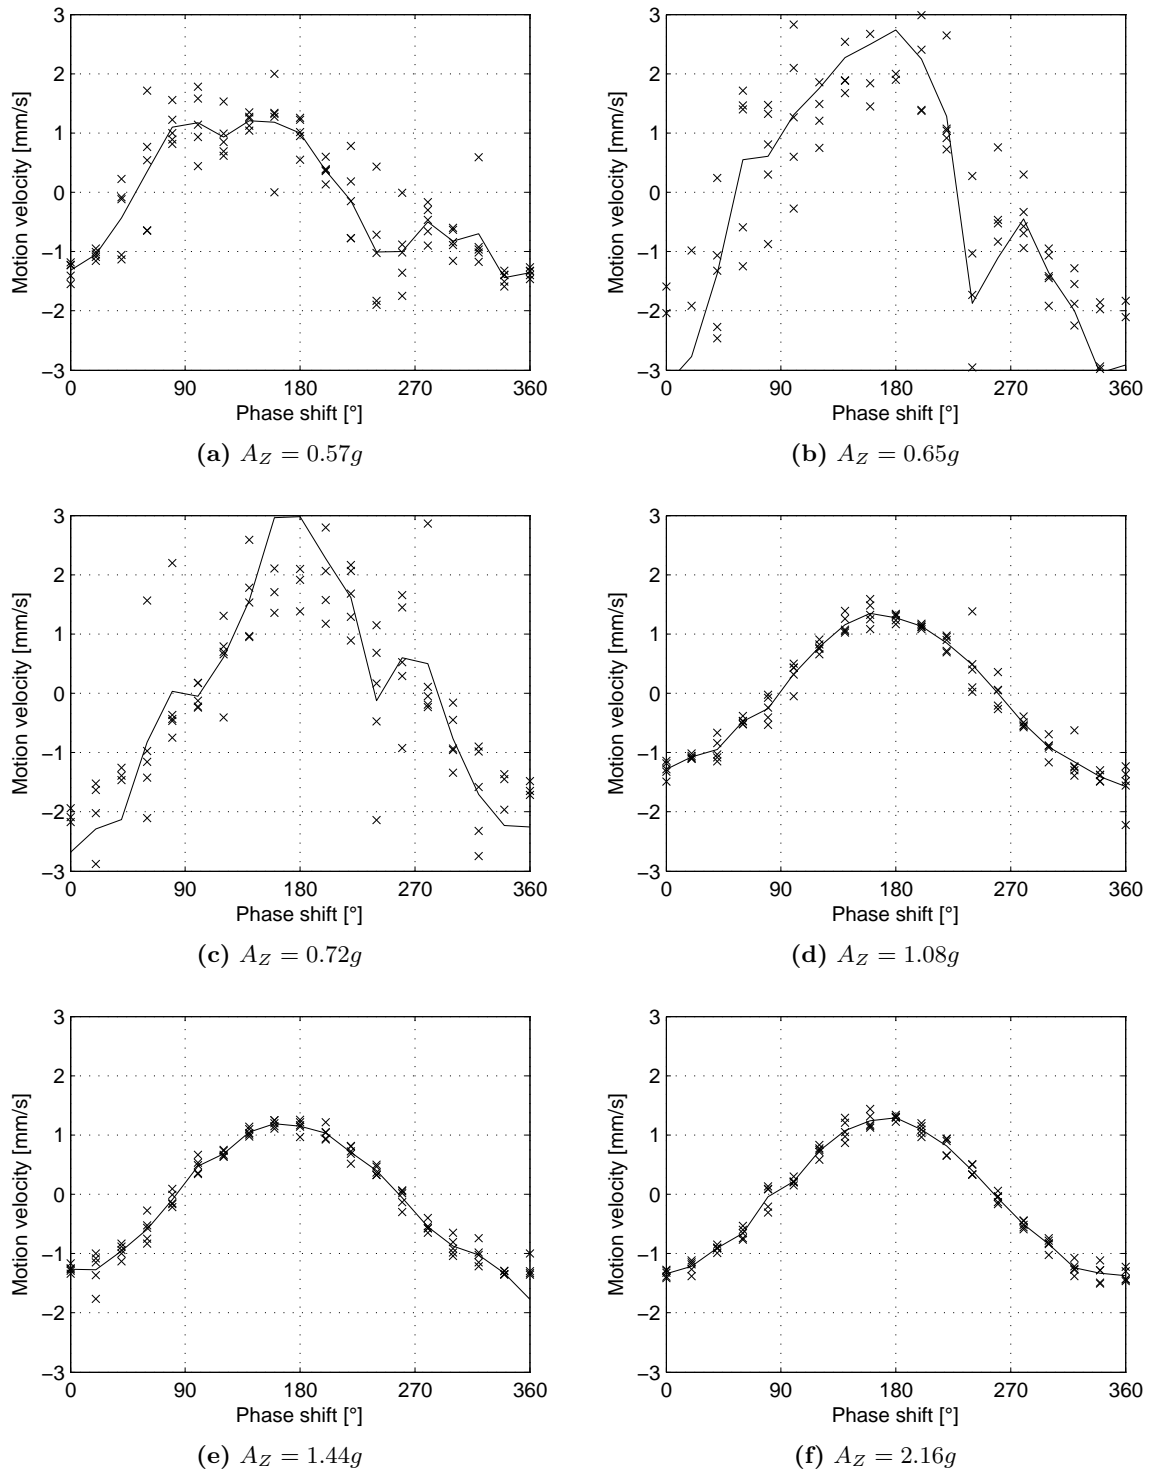 3
2
1
0
−1
−2
−3
Motion velocity [mm/s]
0 90 180 270 360
Phase shift [°]
(a) A_Z = 0.57g
3
2
1
0
−1
−2
−3
Motion velocity [mm/s]
0 90 180 270 360
Phase shift [°]
(b) A_Z = 0.65g
3
2
1
0
−1
−2
−3
Motion velocity [mm/s]
0 90 180 270 360
Phase shift [°]
(c) A_Z = 0.72g
3
2
1
0
−1
−2
−3
Motion velocity [mm/s]
0 90 180 270 360
Phase shift [°]
(d) A_Z = 1.08g
3
2
1
0
−1
−2
−3
Motion velocity [mm/s]
0 90 180 270 360
Phase shift [°]
(e) A_Z = 1.44g
3
2
1
0
−1
−2
−3
Motion velocity [mm/s]
0 90 180 270 360
Phase shift [°]
(f) A_Z = 2.16g